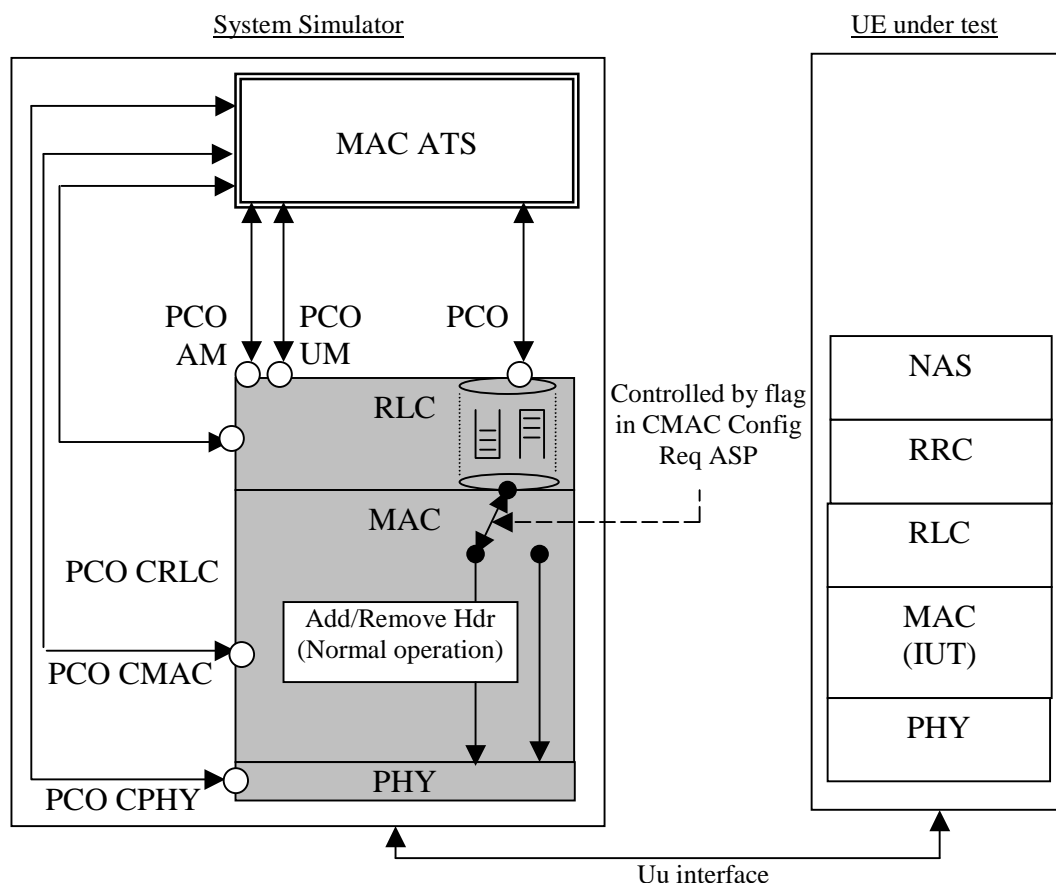 System Simulator
UE under test
MAC ATS
PCO
AM
PCO
UM
PCO
RLC
Controlled by flag
in CMAC Config
Req ASP
MAC
PCO CRLC
Add/Remove Hdr
(Normal operation)
PCO CMAC
PHY
PCO CPHY
NAS
RRC
RLC
MAC
(IUT)
PHY
Uu interface